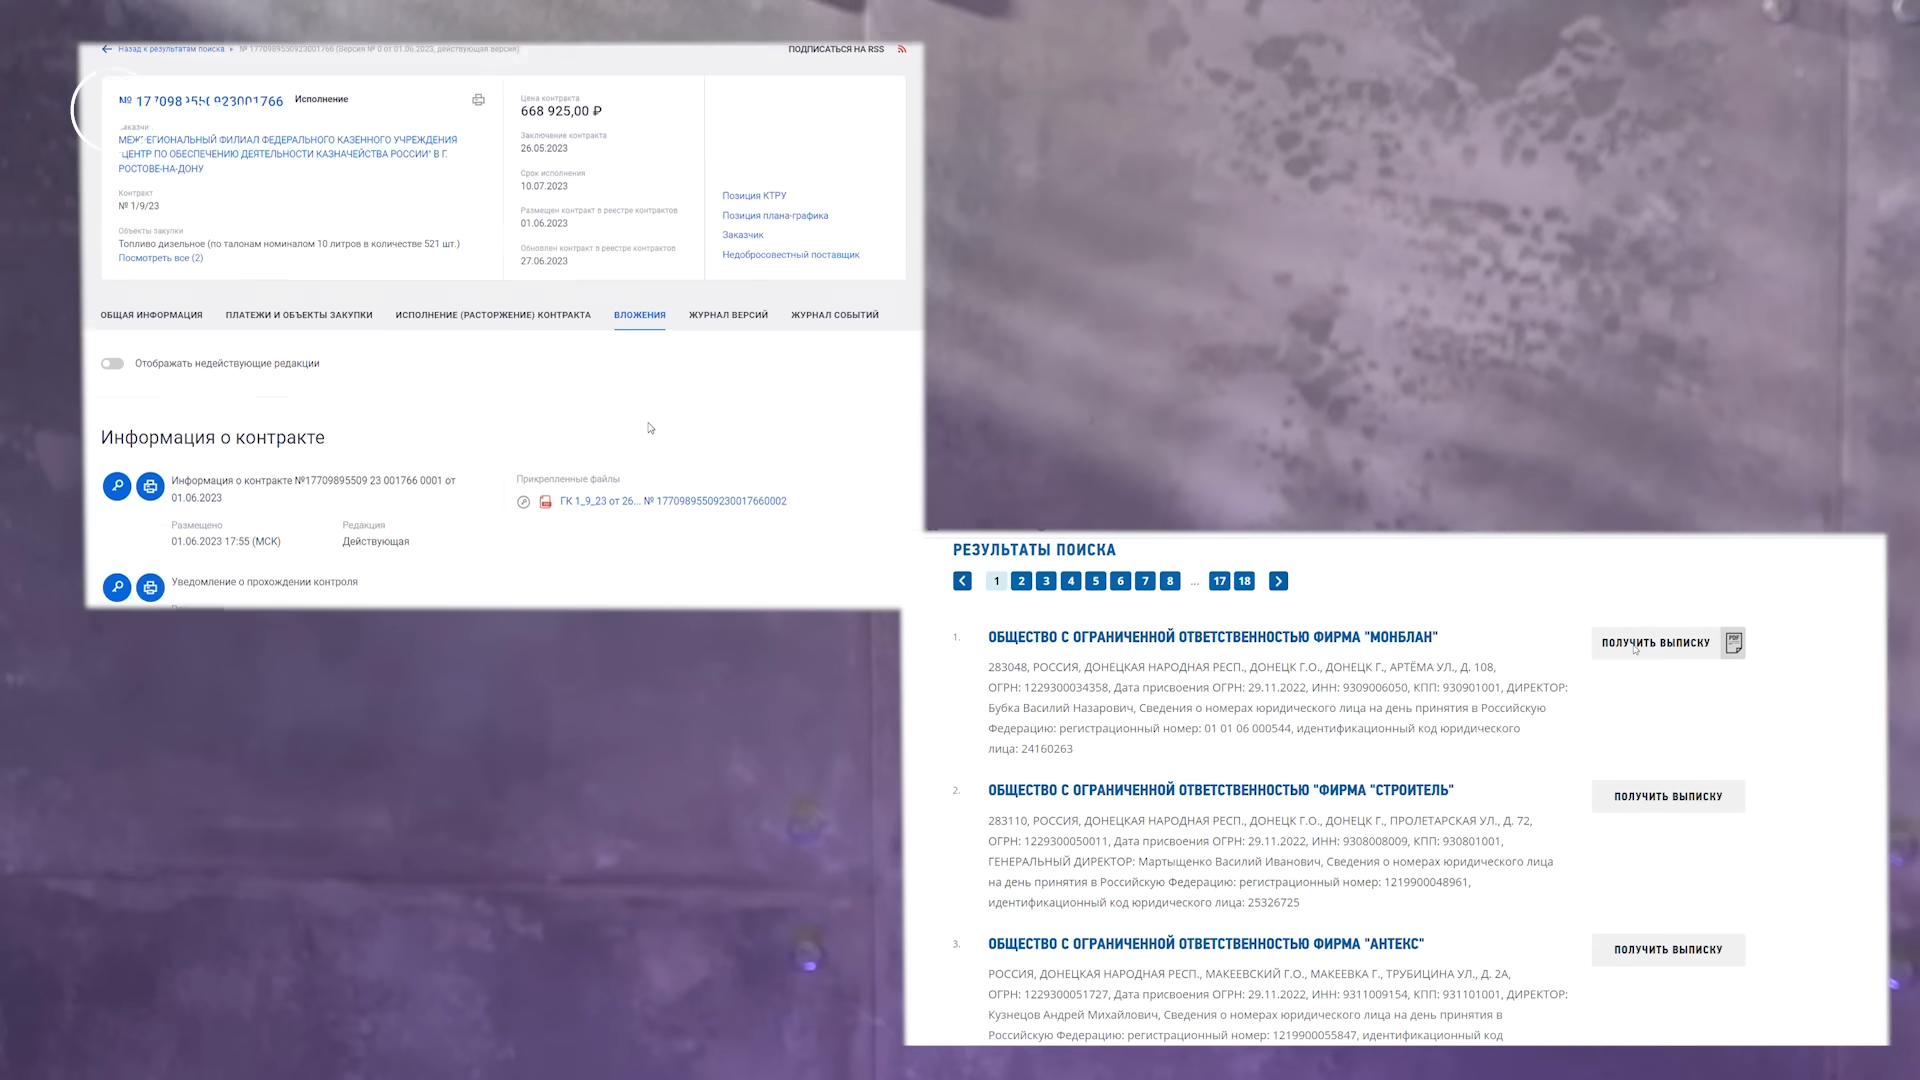 Назад к результатам поиска № 1770989550923001766 (Версия № 0 от 01.06.2023, действующая версия)
ПОДПИСАТЬСЯ НА RSS
Исполнение
МЕЖРЕГИОНАЛЬНЫЙ ФИЛИАЛ ФЕДЕРАЛЬНОГО КАЗЕННОГО УЧРЕЖДЕНИЯ
"ЦЕНТР ПО ОБЕСПЕЧЕНИЮ ДЕЯТЕЛЬНОСТИ КАЗНАЧЕЙСТВА РОССИИ" В Г.
РОСТОВЕ-НА-ДОНУ
Контракт
№ 1/9/23
Объекты закупки
Топливо дизельное (по талонам номиналом 10 литров в количестве 521 шт.)
Посмотреть все (2)
Цена контракта
668 925,00 ₽
Заключение контракта
26.05.2023
Срок исполнения
10.07.2023
Размещен контракт в реестре контрактов
01.06.2023
Обновлен контракт в реестре контрактов
27.06.2023
Позиция КТРУ
Позиция плана-графика
Заказчик
Недобросовестный поставщик
ОБЩАЯ ИНФОРМАЦИЯ ПЛАТЕЖИ И ОБЪЕКТЫ ЗАКУПКИ ИСПОЛНЕНИЕ (РАСТОРЖЕНИЕ) КОНТРАКТА ВЛОЖЕНИЯ ЖУРНАЛ ВЕРСИЙ ЖУРНАЛ СОБЫТИЙ
Отображать недействующие редакции
Информация о контракте
Информация о контракте №17709895509 23 001766 0001 от
01.06.2023
Размещено Редакция
01.06.2023 17:55 (МСК) Действующая
Прикрепленные файлы
ГК 1_9_23 от 26... № 17709895509230017660002
Уведомление о прохождении контроля
РЕЗУЛЬТАТЫ ПОИСКА
1 2 3 4 5 6 7 8 ... 17 18
1. ОБЩЕСТВО С ОГРАНИЧЕННОЙ ОТВЕТСТВЕННОСТЬЮ ФИРМА "МОНБЛАН"
ПОЛУЧИТЬ ВЫПИСКУ PDF
283048, РОССИЯ, ДОНЕЦКАЯ НАРОДНАЯ РЕСП., ДОНЕЦК Г.О., ДОНЕЦК Г., АРТЁМА УЛ., Д. 108,
ОГРН: 1229300034358, Дата присвоения ОГРН: 29.11.2022, ИНН: 9309006050, КПП: 930901001, ДИРЕКТОР:
Бубка Василий Назарович, Сведения о номерах юридического лица на день принятия в Российскую
Федерацию: регистрационный номер: 01 01 06 000544, идентификационный код юридического
лица: 24160263
2. ОБЩЕСТВО С ОГРАНИЧЕННОЙ ОТВЕТСТВЕННОСТЬЮ "ФИРМА "СТРОИТЕЛЬ"
ПОЛУЧИТЬ ВЫПИСКУ
283110, РОССИЯ, ДОНЕЦКАЯ НАРОДНАЯ РЕСП., ДОНЕЦК Г.О., ДОНЕЦК Г., ПРОЛЕТАРСКАЯ УЛ., Д. 72,
ОГРН: 1229300050011, Дата присвоения ОГРН: 29.11.2022, ИНН: 9308008009, КПП: 930801001,
ГЕНЕРАЛЬНЫЙ ДИРЕКТОР: Мартыщенко Василий Иванович, Сведения о номерах юридического лица
на день принятия в Российскую Федерацию: регистрационный номер: 1219900048961,
идентификационный код юридического лица: 25326725
3. ОБЩЕСТВО С ОГРАНИЧЕННОЙ ОТВЕТСТВЕННОСТЬЮ ФИРМА "АНТЕКС"
ПОЛУЧИТЬ ВЫПИСКУ
РОССИЯ, ДОНЕЦКАЯ НАРОДНАЯ РЕСП., МАКЕЕВСКИЙ Г.О., МАКЕЕВКА Г., ТРУБИЦИНА УЛ., Д. 2А,
ОГРН: 1229300051727, Дата присвоения ОГРН: 29.11.2022, ИНН: 9311009154, КПП: 931101001, ДИРЕКТОР:
Кузнецов Андрей Михайлович, Сведения о номерах юридического лица на день принятия в
Российскую Федерацию: регистрационный номер: 1219900055847, идентификационный код